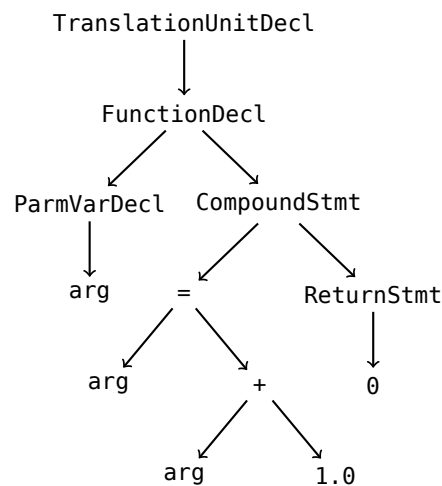 TranslationUnitDecl
FunctionDecl
ParmVarDecl CompoundStmt
arg = ReturnStmt
arg + 0
arg 1.0